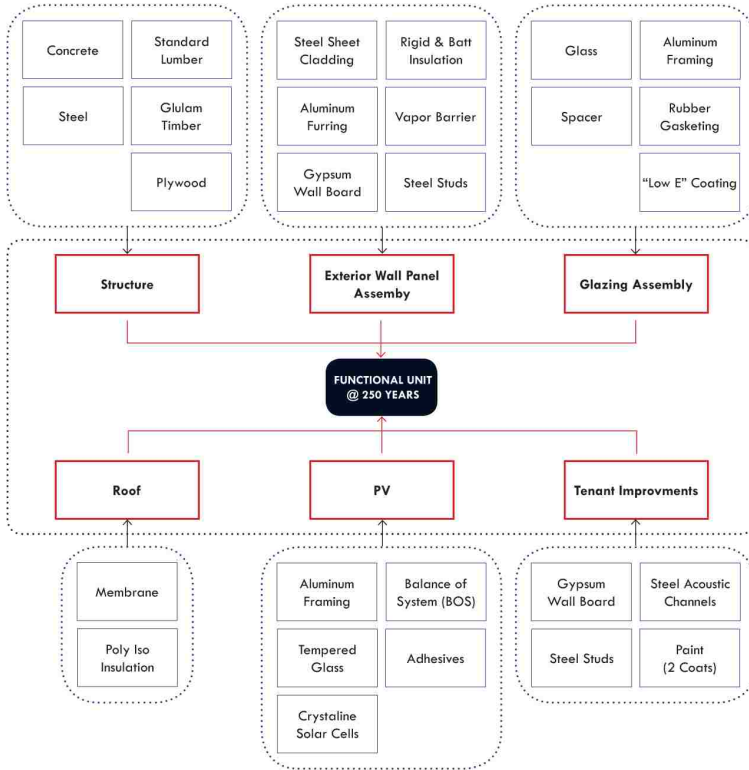 Concrete
Standard
Lumber
Steel
Glulam
Timber
Plywood
Steel Sheet
Cladding
Rigid & Batt
Insulation
Aluminum
Furring
Vapor Barrier
Gypsum
Wall Board
Steel Studs
Glass
Aluminum
Framing
Spacer
Rubber
Gasketing
“Low E” Coating
Structure
Exterior Wall Panel
Assemby
Glazing Assembly
FUNCTIONAL UNIT
@ 250 YEARS
Roof
PV
Tenant Improvments
Membrane
Poly Iso
Insulation
Aluminum
Framing
Balance of
System (BOS)
Tempered
Glass
Adhesives
Crystaline
Solar Cells
Gypsum
Wall Board
Steel Acoustic
Channels
Steel Studs
Paint
(2 Coats)